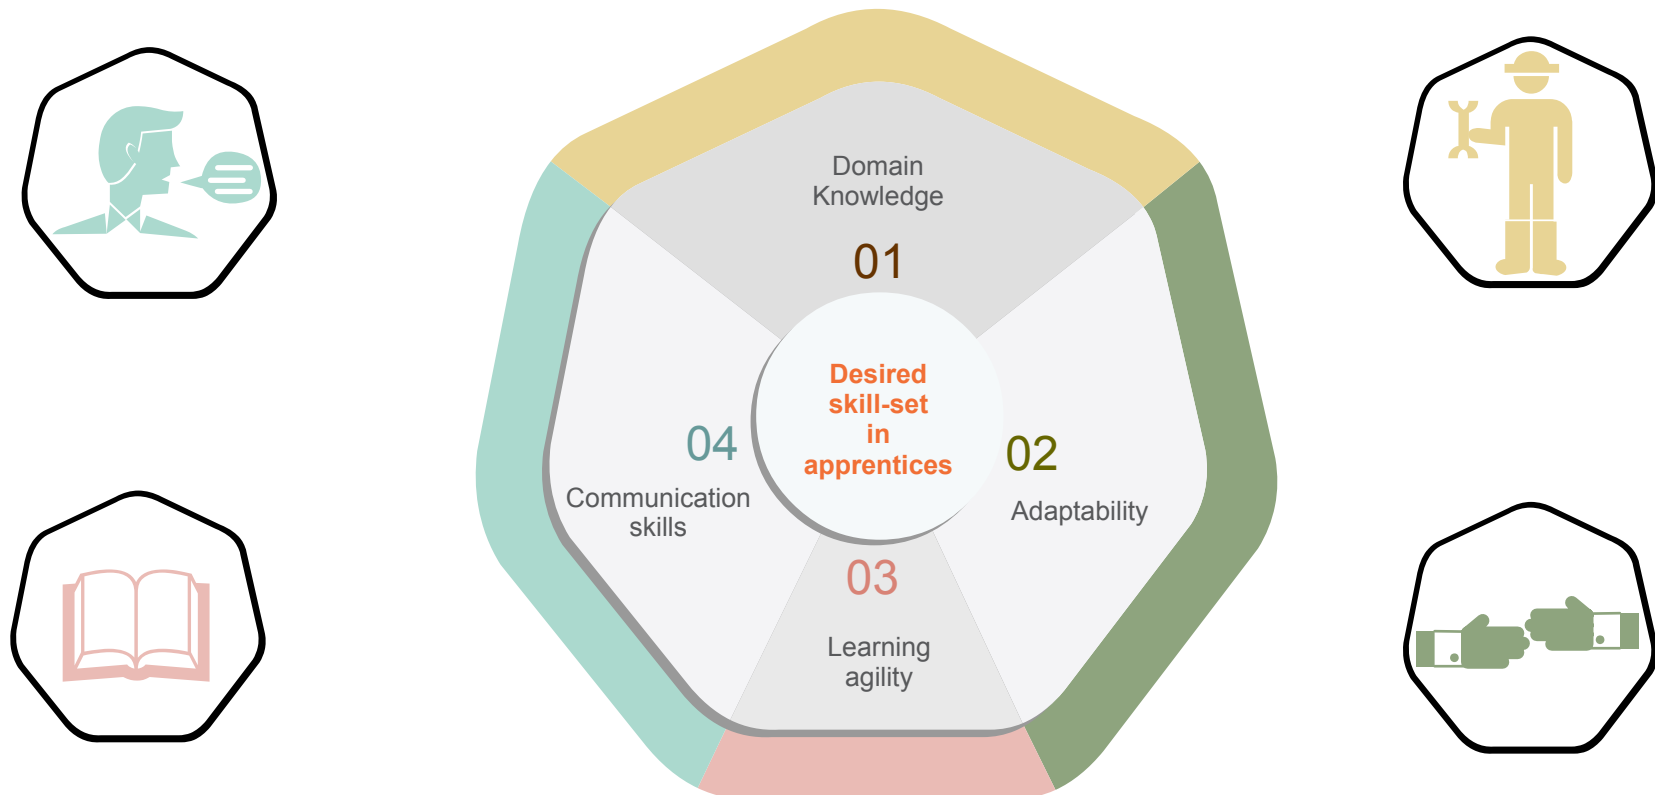 Domain
Knowledge
01
Desired
skill-set
in
apprentices
02
Adaptability
03
Learning
agility
04
Communication
skills